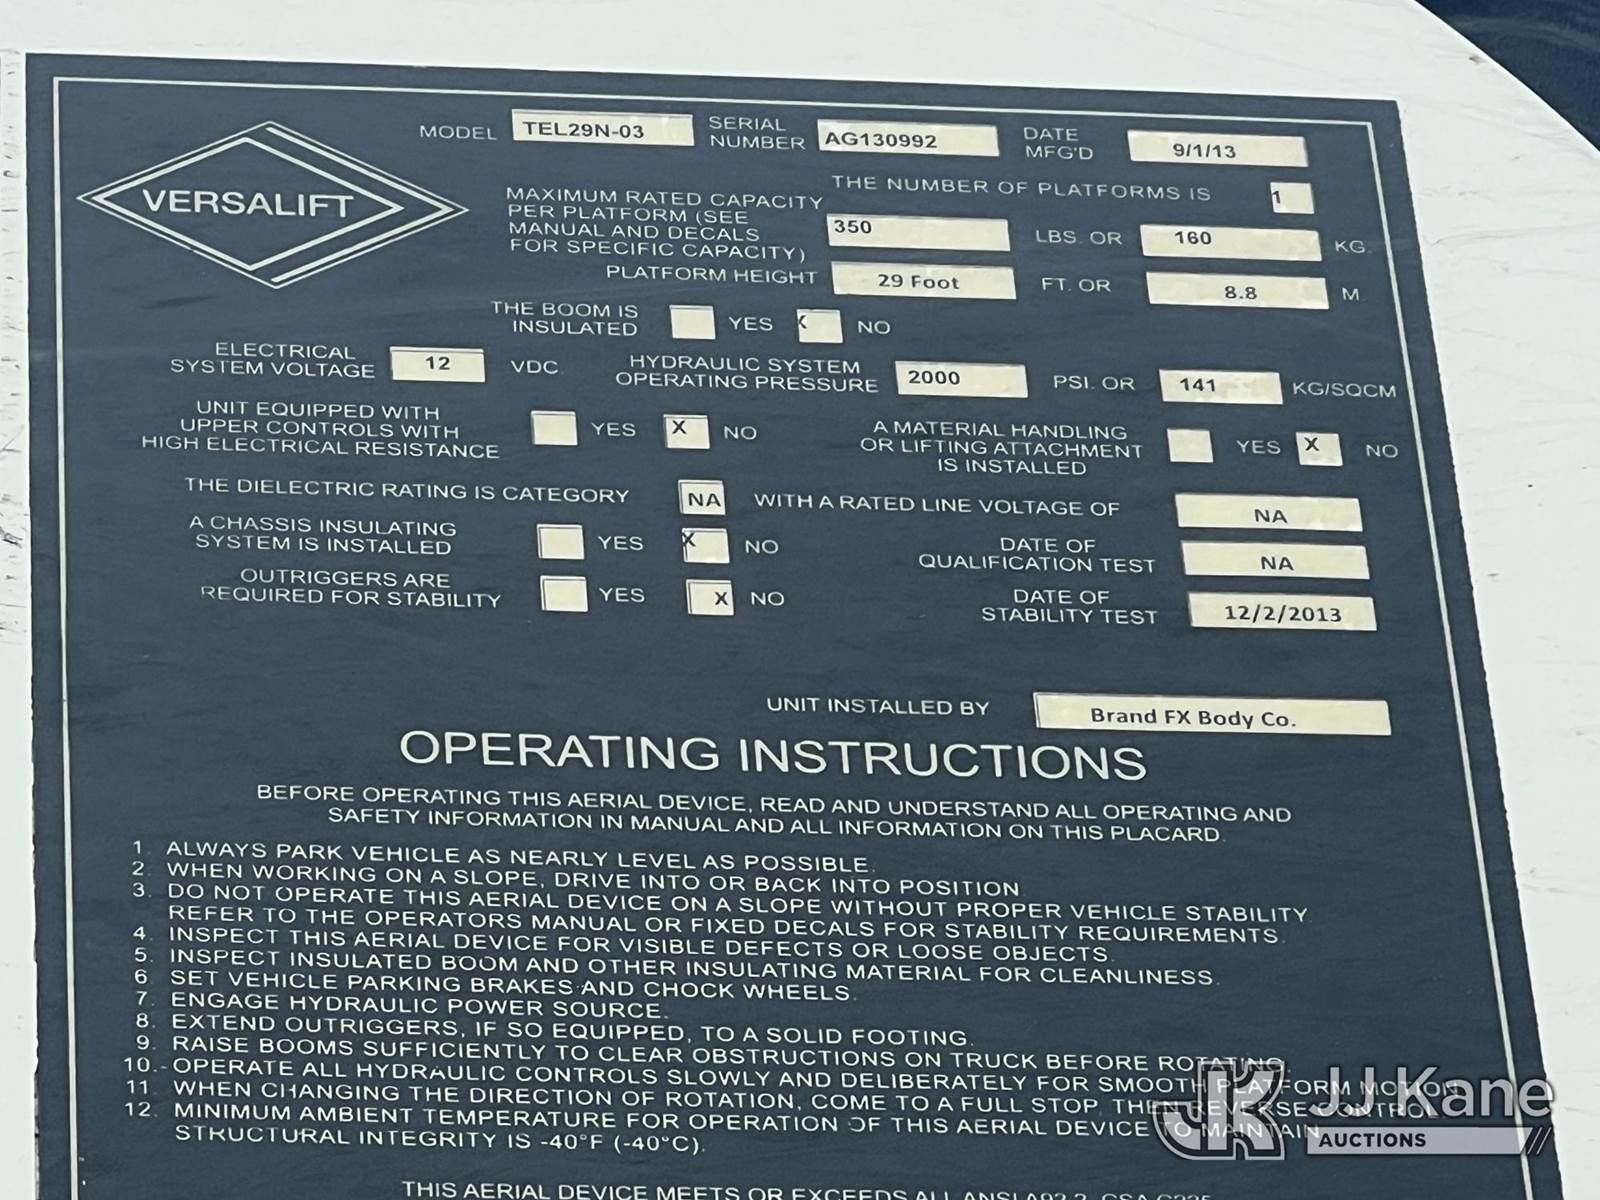 VERSALIFT
MODEL TEL29N-03 SERIAL NUMBER AG130992 DATE MFG'D 9/1/13
THE NUMBER OF PLATFORMS IS 1
MAXIMUM RATED CAPACITY
PER PLATFORM (SEE
MANUAL AND DECALS
FOR SPECIFIC CAPACITY) 350 LBS. OR 160 KG.
PLATFORM HEIGHT 29 Foot FT. OR 8.8 M
THE BOOM IS
INSULATED YES X NO
ELECTRICAL
SYSTEM VOLTAGE 12 VDC.
HYDRAULIC SYSTEM
OPERATING PRESSURE 2000 PSI. OR 141 KG/SQCM
UNIT EQUIPPED WITH
UPPER CONTROLS WITH
HIGH ELECTRICAL RESISTANCE YES X NO
A MATERIAL HANDLING
OR LIFTING ATTACHMENT
IS INSTALLED YES X NO
THE DIELECTRIC RATING IS CATEGORY NA WITH A RATED LINE VOLTAGE OF NA
A CHASSIS INSULATING
SYSTEM IS INSTALLED YES X NO
DATE OF
QUALIFICATION TEST NA
OUTRIGGERS ARE
REQUIRED FOR STABILITY YES X NO
DATE OF
STABILITY TEST 12/2/2013
UNIT INSTALLED BY Brand FX Body Co.
OPERATING INSTRUCTIONS
BEFORE OPERATING THIS AERIAL DEVICE, READ AND UNDERSTAND ALL OPERATING AND
SAFETY INFORMATION IN MANUAL AND ALL INFORMATION ON THIS PLACARD.
1. ALWAYS PARK VEHICLE AS NEARLY LEVEL AS POSSIBLE.
2. WHEN WORKING ON A SLOPE, DRIVE INTO OR BACK INTO POSITION.
3. DO NOT OPERATE THIS AERIAL DEVICE ON A SLOPE WITHOUT PROPER VEHICLE STABILITY.
REFER TO THE OPERATORS MANUAL OR FIXED DECALS FOR STABILITY REQUIREMENTS.
4. INSPECT THIS AERIAL DEVICE FOR VISIBLE DEFECTS OR LOOSE OBJECTS.
5. INSPECT INSULATED BOOM AND OTHER INSULATING MATERIAL FOR CLEANLINESS.
6 SET VEHICLE PARKING BRAKES AND CHOCK WHEELS.
7. ENGAGE HYDRAULIC POWER SOURCE.
8. EXTEND OUTRIGGERS, IF SO EQUIPPED, TO A SOLID FOOTING.
9. RAISE BOOMS SUFFICIENTLY TO CLEAR OBSTRUCTIONS ON TRUCK BEFORE ROTATING.
10. OPERATE ALL HYDRAULIC CONTROLS SLOWLY AND DELIBERATELY FOR SMOOTH PLATFORM MOTION.
11. WHEN CHANGING THE DIRECTION OF ROTATION, COME TO A FULL STOP, THEN REVERSE CONTROL.
12. MINIMUM AMBIENT TEMPERATURE FOR OPERATION OF THIS AERIAL DEVICE TO MAINTAIN
STRUCTURAL INTEGRITY IS -40°F (-40°C).
THIS AERIAL DEVICE MEETS OR EXCEEDS ALL ANSI
JJ Kane
AUCTIONS